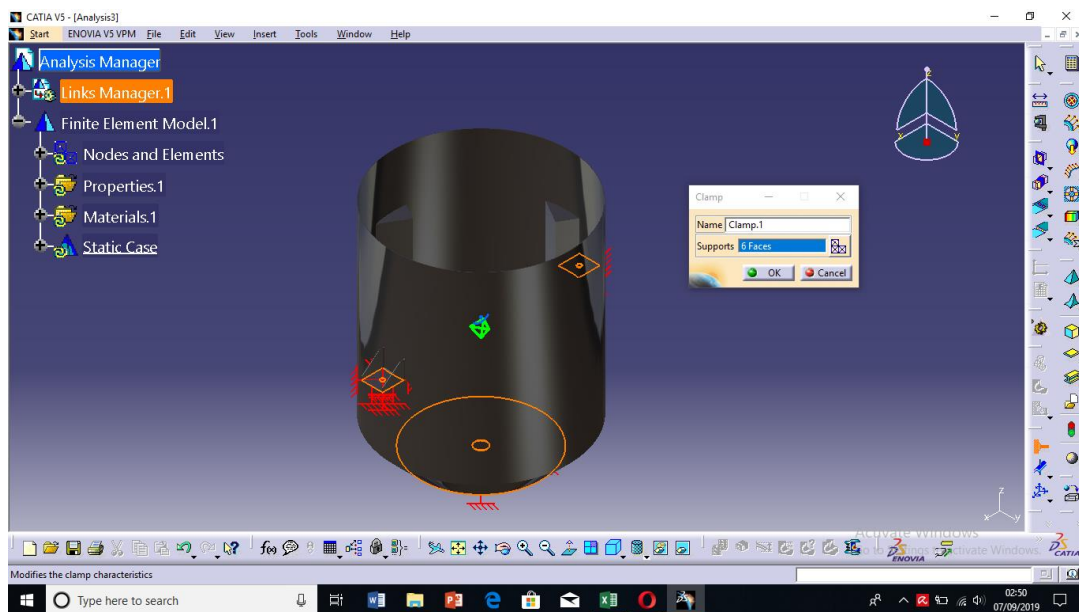 CATIA V5 - [Analysis3]
Start ENOVIA V5 VPM File Edit View Insert Tools Window Help
Analysis Manager
Links Manager.1
Finite Element Model.1
Nodes and Elements
Properties.1
Materials.1
Static Case
z
x y
Clamp
Name Clamp.1
Supports 6 Faces
OK Cancel
z
x y
Activate Windows
f(x)
ENOVIA
CATIA
Modifies the clamp characteristics
Type here to search
02:50
07/09/2019